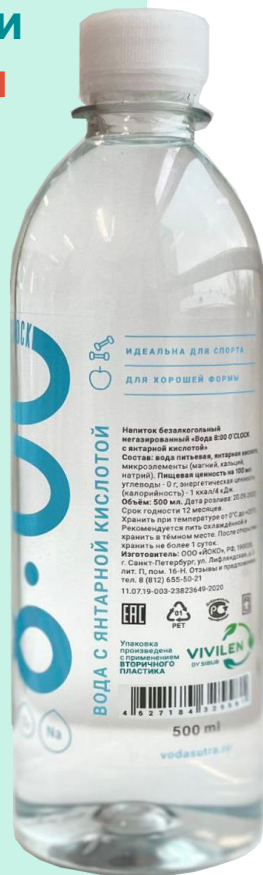 и
ВОДА С ЯНТАРНОЙ КИСЛОТОЙ
ИДЕАЛЬНА ДЛЯ СПОРТА
ДЛЯ ХОРОШЕЙ ФОРМЫ
Напиток безалкогольный
негазированный «Вода 8:00 O'CLOCK
с янтарной кислотой»
Состав: вода питьевая, янтарная кислота,
микроэлементы (магний, кальций,
натрий). Пищевая ценность на 100 мл:
углеводы - 0 г, энергетическая ценность
(калорийность) - 1 ккал/4 кДж.
Объём: 500 мл. Дата розлива:
Срок годности 12 месяцев.
Хранить при температуре от 0°C до
Рекомендуется пить охлаждённой и
хранить в тёмном месте. После
хранить не более 1 суток.
Изготовитель: ООО «ЙОКО», РФ,
г. Санкт-Петербург, ул. Лифляндская,
лит. П, пом. 16-Н. Отзывы и предложения
тел. 8 (812) 655-50-21
11.07.19-003-23823649-2020
EAC
01
PET
Упаковка
произведена
с применением
ВТОРИЧНОГО
ПЛАСТИКА
VIVILEN
BY SIBUR
Na
4 627184
500 ml
vodasutra